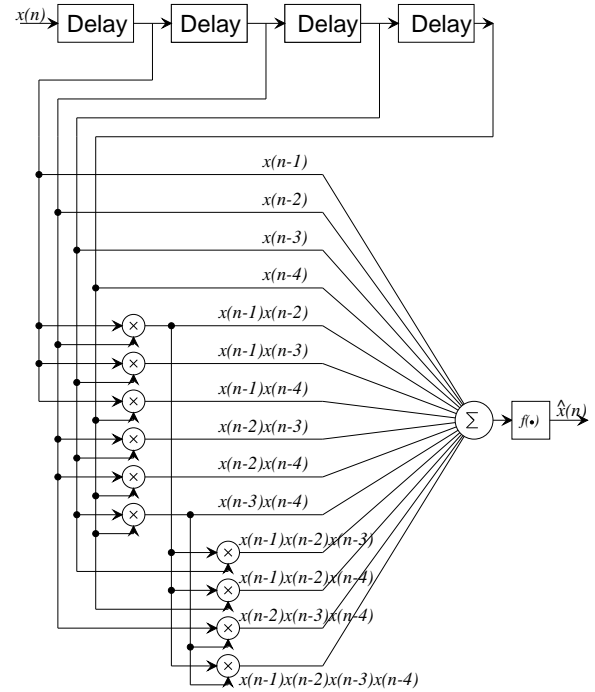 x(n) Delay Delay Delay Delay
x(n-1)
x(n-2)
x(n-3)
x(n-4)
x(n-1)x(n-2)
x(n-1)x(n-3)
x(n-1)x(n-4)
x(n-2)x(n-3)
x(n-2)x(n-4)
x(n-3)x(n-4)
x(n-1)x(n-2)x(n-3)
x(n-1)x(n-2)x(n-4)
x(n-2)x(n-3)x(n-4)
x(n-1)x(n-2)x(n-3)x(n-4)
Σ f(•) x̂(n)